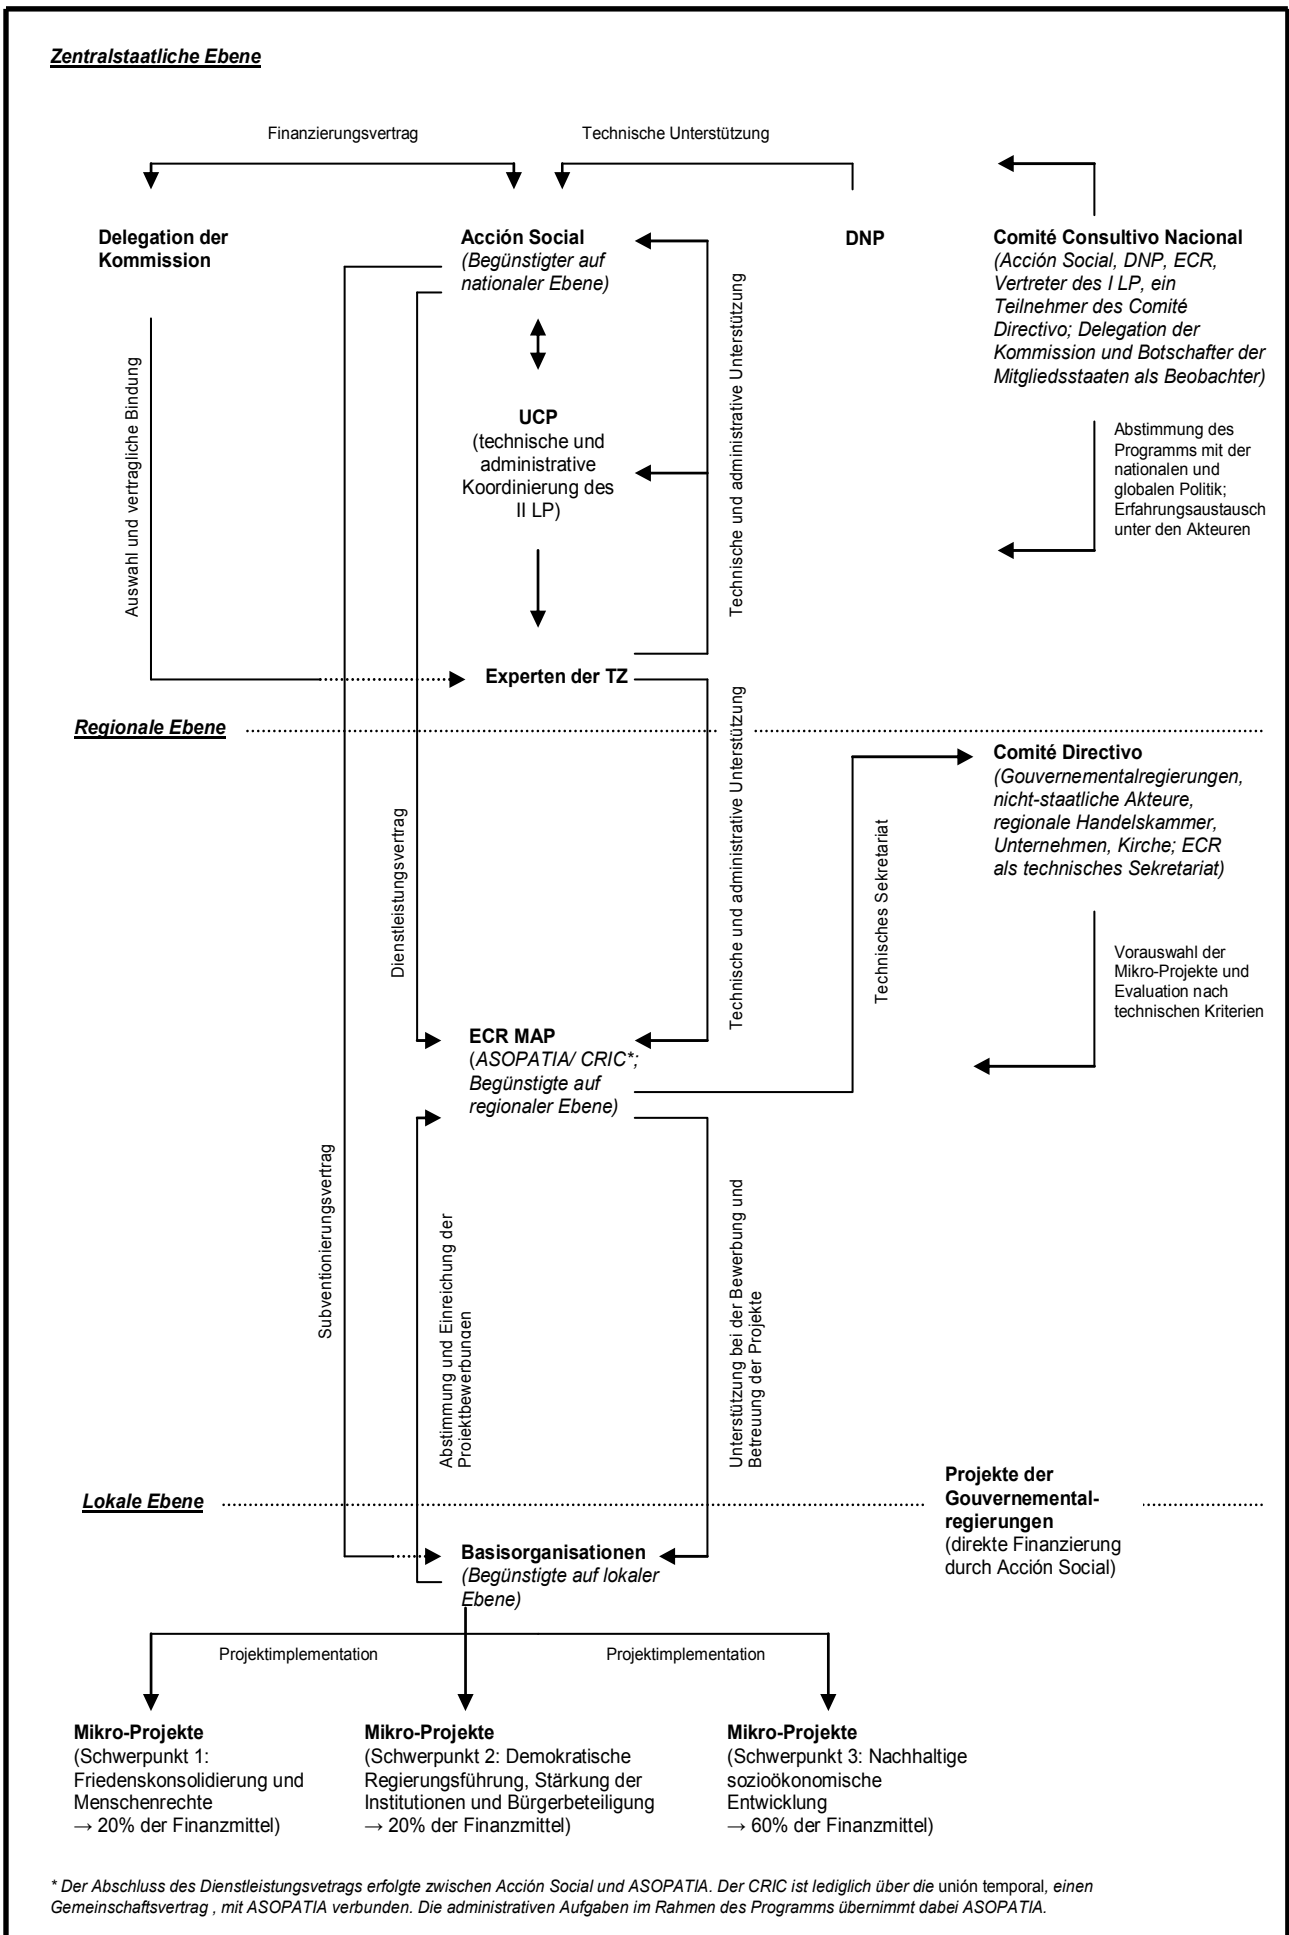 Zentralstaatliche Ebene
Finanzierungsvertrag
Technische Unterstützung
Delegation der
Kommission
Acción Social
(Begünstigter auf
nationaler Ebene)
DNP
Comité Consultivo Nacional
(Acción Social, DNP, ECR,
Vertreter des I LP, ein
Teilnehmer des Comité
Directivo; Delegation der
Kommission und Botschafter der
Mitgliedsstaaten als Beobachter)
Auswahl und vertragliche Bindung
UCP
(technische und
administrative
Koordinierung des
II LP)
Technische und administrative Unterstützung
Abstimmung des
Programms mit der
nationalen und
globalen Politik;
Erfahrungsaustausch
unter den Akteuren
Experten der TZ
Regionale Ebene
Dienstleistungsvertrag
Technische und administrative Unterstützung
Technisches Sekretariat
Comité Directivo
(Gouvernementalregierungen,
nicht-staatliche Akteure,
regionale Handelskammer,
Unternehmen, Kirche; ECR
als technisches Sekretariat)
Vorauswahl der
Mikro-Projekte und
Evaluation nach
technischen Kriterien
ECR MAP
(ASOPATIA/ CRIC*;
Begünstigte auf
regionaler Ebene)
Subventionierungsvertrag
Abstimmung und Einreichung der
Projektbewerbungen
Unterstützung bei der Bewerbung und
Betreuung der Projekte
Lokale Ebene
Projekte der
Gouvernemental-
regierungen
(direkte Finanzierung
durch Acción Social)
Basisorganisationen
(Begünstigte auf lokaler
Ebene)
Projektimplementation
Projektimplementation
Mikro-Projekte
(Schwerpunkt 1:
Friedenskonsolidierung und
Menschenrechte
→ 20% der Finanzmittel)
Mikro-Projekte
(Schwerpunkt 2: Demokratische
Regierungsführung, Stärkung der
Institutionen und Bürgerbeteiligung
→ 20% der Finanzmittel)
Mikro-Projekte
(Schwerpunkt 3: Nachhaltige
sozioökonomische
Entwicklung
→ 60% der Finanzmittel)
* Der Abschluss des Dienstleistungsvetrags erfolgte zwischen Acción Social und ASOPATIA. Der CRIC ist lediglich über die unión temporal, einen
Gemeinschaftsvertrag , mit ASOPATIA verbunden. Die administrativen Aufgaben im Rahmen des Programms übernimmt dabei ASOPATIA.